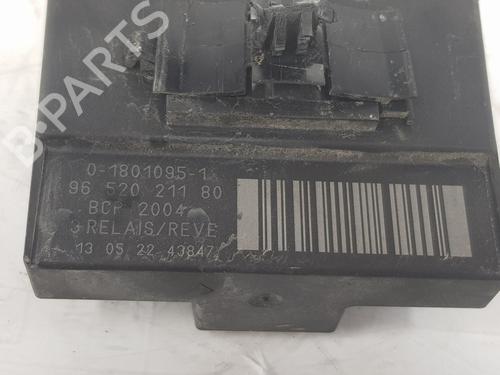 B-PARTS
0-1801095-1
96 520 211 80
BCP 2004
3 RELAIS/REVE
13 05 22 43847